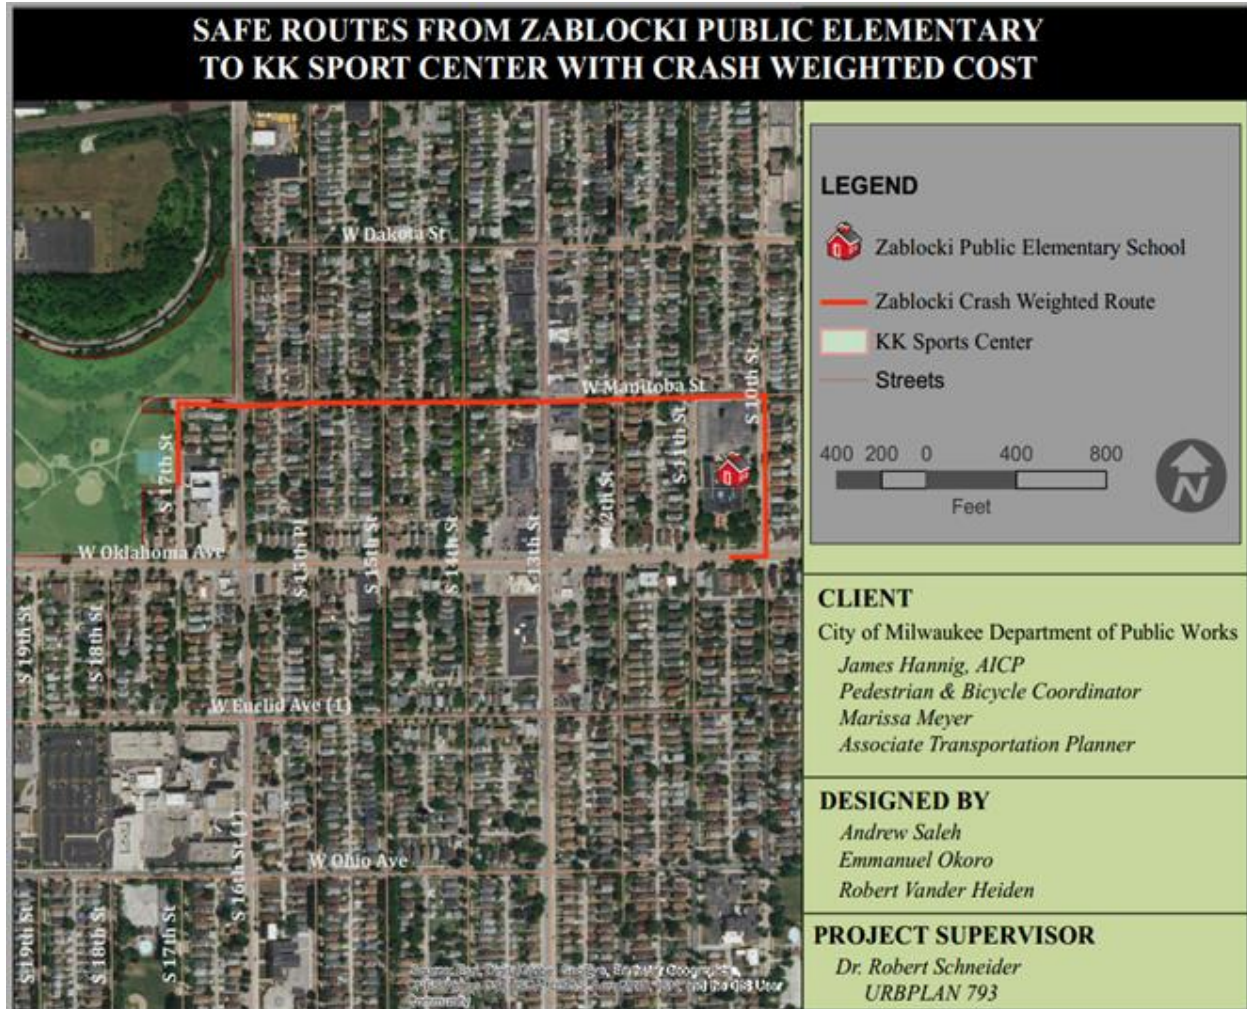 SAFE ROUTES FROM ZABLOCKI PUBLIC ELEMENTARY
TO KK SPORT CENTER WITH CRASH WEIGHTED COST
W Dakota St
W Manitoba St
S 10th St
S 11th St
S 17th St
S 12th St
W Oklahoma Ave
S 15th Pl
S 15th St
S 14th St
S 13th St
S 19th St
S 18th St
W Euclid Ave (1)
S 16th St (1)
W Ohio Ave
S 19th St
S 18th St
S 17th St
and the GIS User
Community
LEGEND
Zablocki Public Elementary School
Zablocki Crash Weighted Route
KK Sports Center
Streets
400 200 0 400 800
Feet
N
CLIENT
City of Milwaukee Department of Public Works
James Hannig, AICP
Pedestrian & Bicycle Coordinator
Marissa Meyer
Associate Transportation Planner
DESIGNED BY
Andrew Saleh
Emmanuel Okoro
Robert Vander Heiden
PROJECT SUPERVISOR
Dr. Robert Schneider
URBPLAN 793